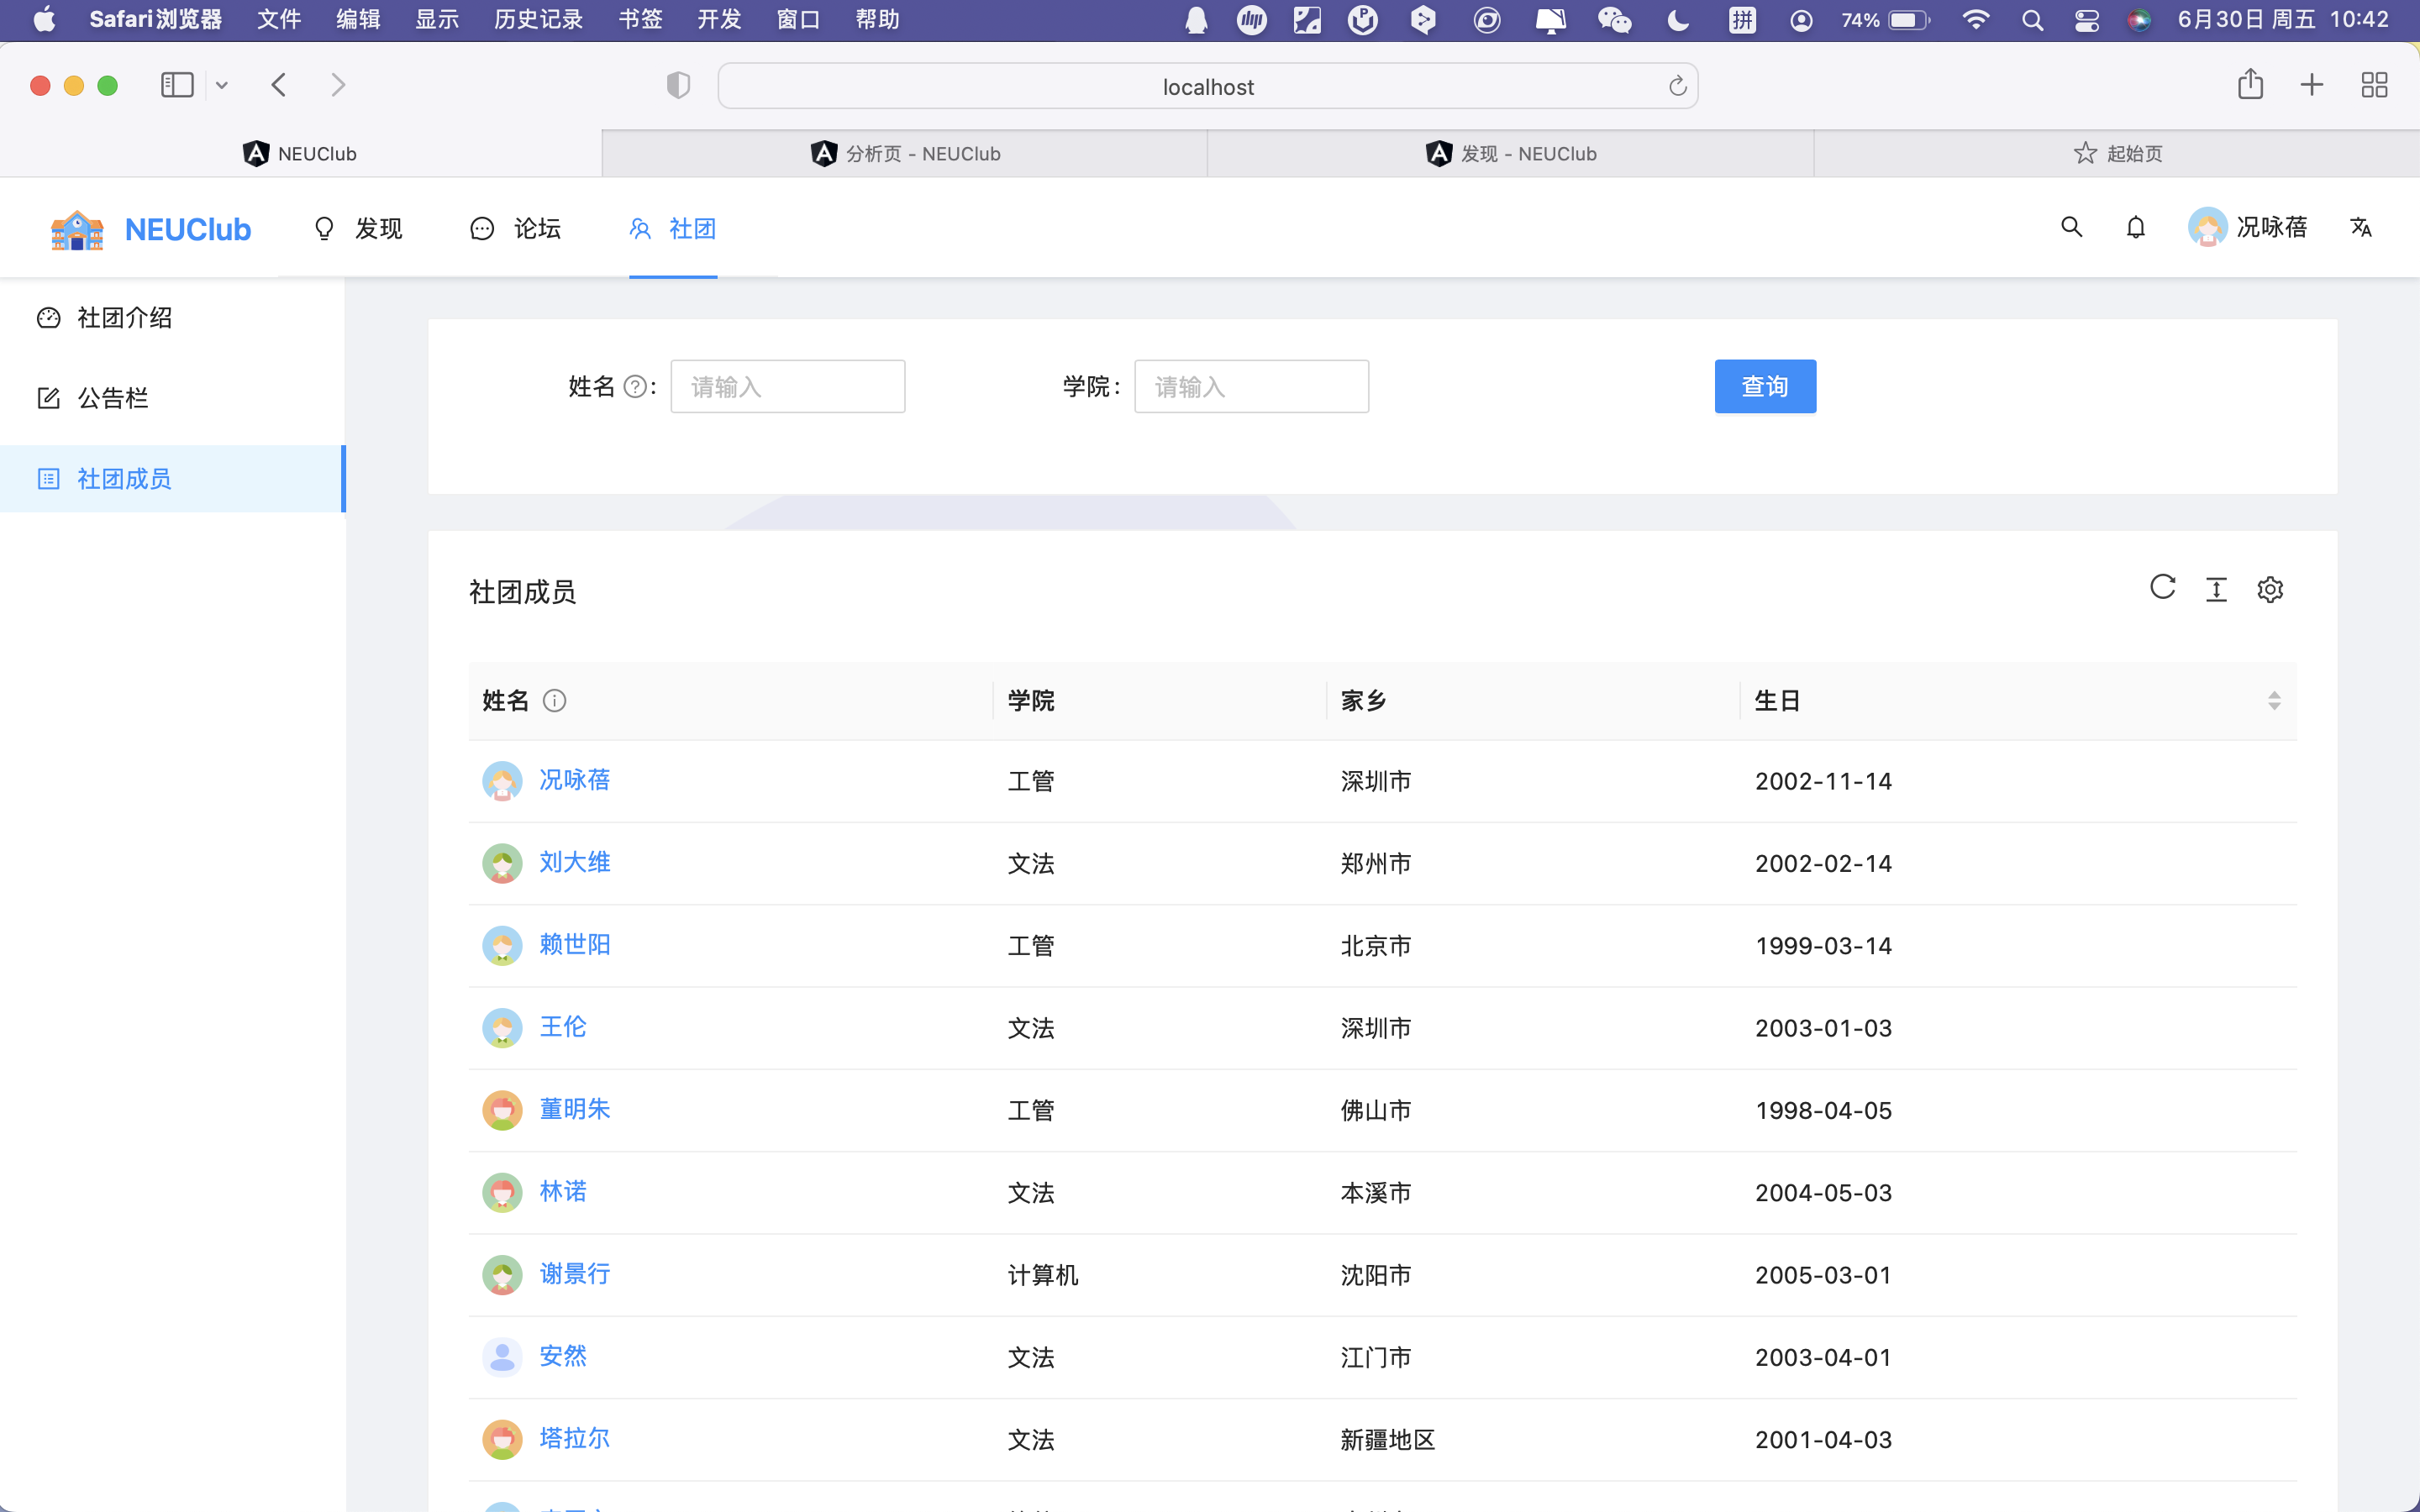 Safari浏览器 文件 编辑 显示 历史记录 书签 开发 窗口 帮助 拼 74% 6月30日 周五 10:42
localhost
NEUClub 分析页 - NEUClub 发现 - NEUClub 起始页
NEUClub 发现 论坛 社团 况咏蓓
社团介绍
公告栏
社团成员
姓名 : 请输入 学院 : 请输入 查询
社团成员
姓名 学院 家乡 生日
况咏蓓 工管 深圳市 2002-11-14
刘大维 文法 郑州市 2002-02-14
赖世阳 工管 北京市 1999-03-14
王伦 文法 深圳市 2003-01-03
董明朱 工管 佛山市 1998-04-05
林诺 文法 本溪市 2004-05-03
谢景行 计算机 沈阳市 2005-03-01
安然 文法 江门市 2003-04-01
塔拉尔 文法 新疆地区 2001-04-03